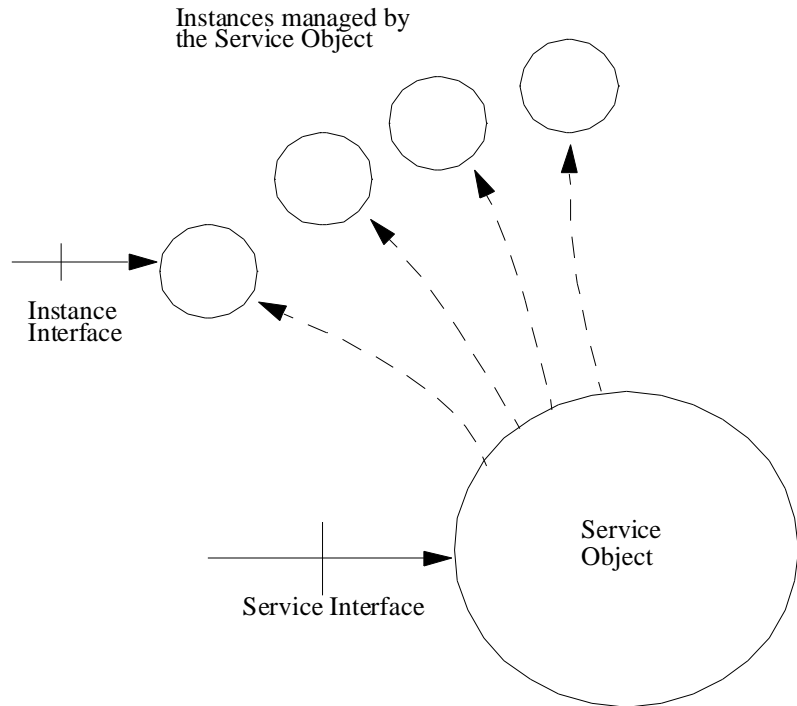 Instances managed by
the Service Object
Instance
Interface
Service
Object
Service Interface